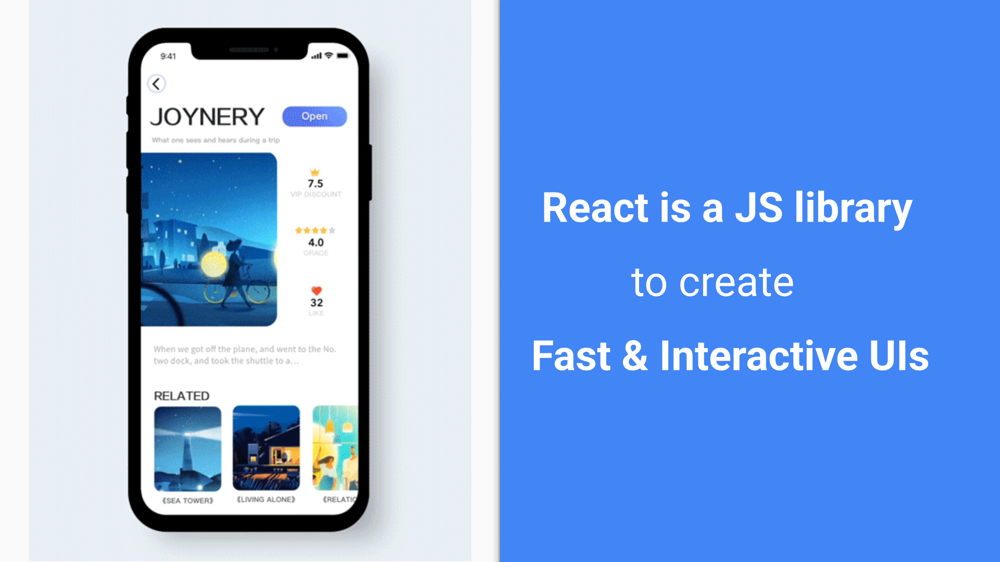 9:41
JOYNERY
Open
What one sees and hears during a trip
7.5
VIP DISCOUNT
4.0
GRADE
32
LIKE
When we got off the plane, and went to the No.
two dock, and took the shuttle to a...
RELATED
《SEA TOWER》
《LIVING ALONE》
《RELATIO
React is a JS library
to create
Fast & Interactive UIs